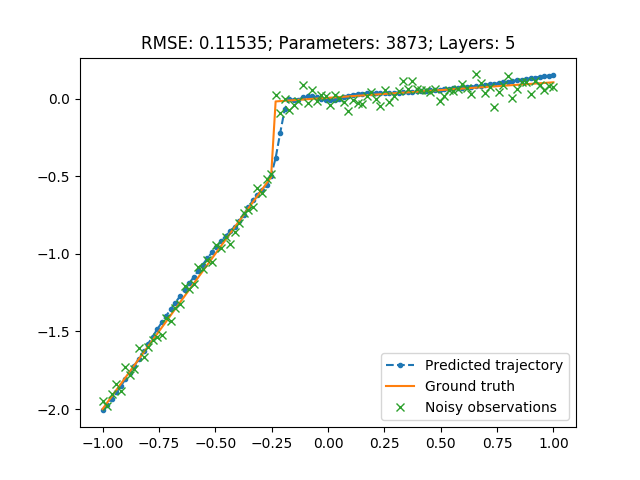 RMSE: 0.11535; Parameters: 3873; Layers: 5
0.0
−0.5
−1.0
−1.5
−2.0
Predicted trajectory
Ground truth
Noisy observations
−1.00 −0.75 −0.50 −0.25 0.00 0.25 0.50 0.75 1.00